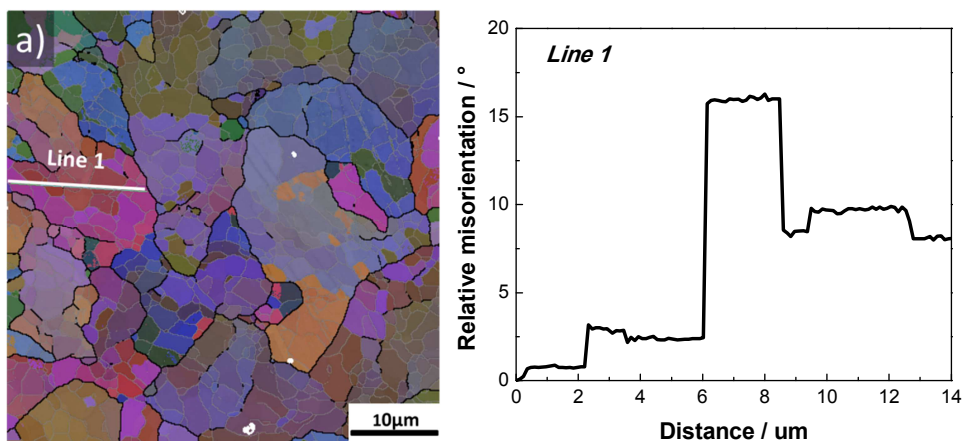 a)
Line 1
10μm
Line 1
Relative misorientation / °
20
15
10
5
0
0 2 4 6 8 10 12 14
Distance / um